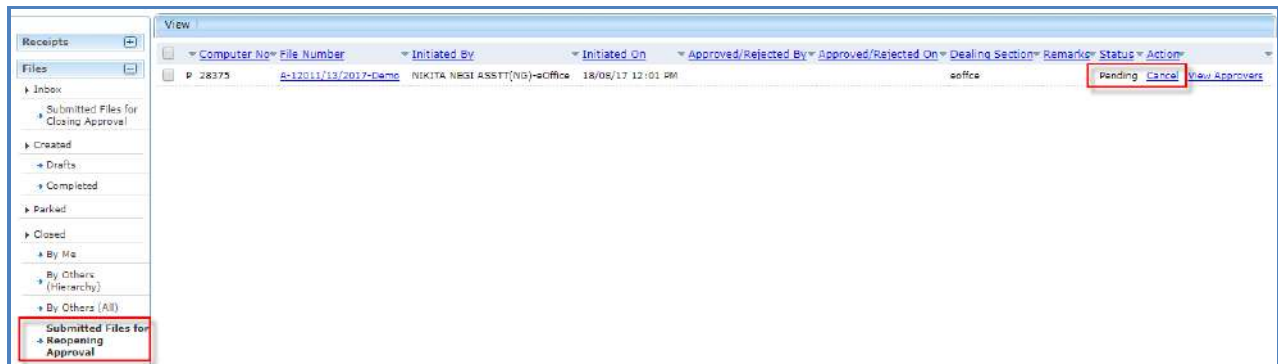 View
Receipts
Files
Inbox
Submitted Files for
Closing Approval
Created
Drafts
Completed
Parked
Closed
By Me
By Others
(Hierarchy)
By Others (All)
Submitted Files for
Reopening
Approval
Computer No File Number Initiated By Initiated On Approved/Rejected By Approved/Rejected On Dealing Section Remarks Status Action
P 28375 A-12011/13/2017-Demo NIKITA NEGI ASSTT(NG)-eOffice 18/08/17 12:01 PM eoffce Pending Cancel View Approvers